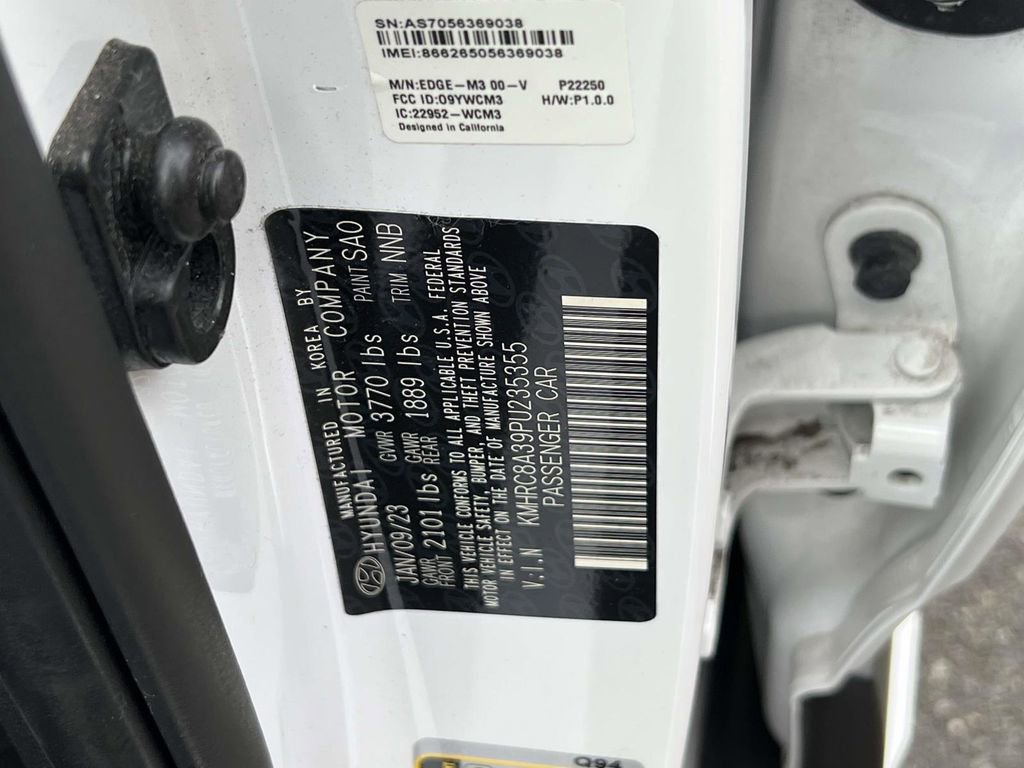 SN:AS7056369038
IMEI:866265056369038
M/N:EDGE-M3 00-V P22250
FCC ID:O9YWCM3 H/W:P1.0.0
IC:22952-WCM3
Designed in California
MANUFACTURED IN KOREA BY
HYUNDAI MOTOR COMPANY
JAN/09/23 GVWR 3770 lbs PAINT SAO
GAWR FRONT 2101 lbs GAWR REAR 1889 lbs TRIM NNB
THIS VEHICLE CONFORMS TO ALL APPLICABLE U.S.A. FEDERAL
MOTOR VEHICLE SAFETY, BUMPER, AND THEFT PREVENTION STANDARDS
IN EFFECT ON THE DATE OF MANUFACTURE SHOWN ABOVE
V.I.N KMHRC8A39PU235355
PASSENGER CAR
Q94